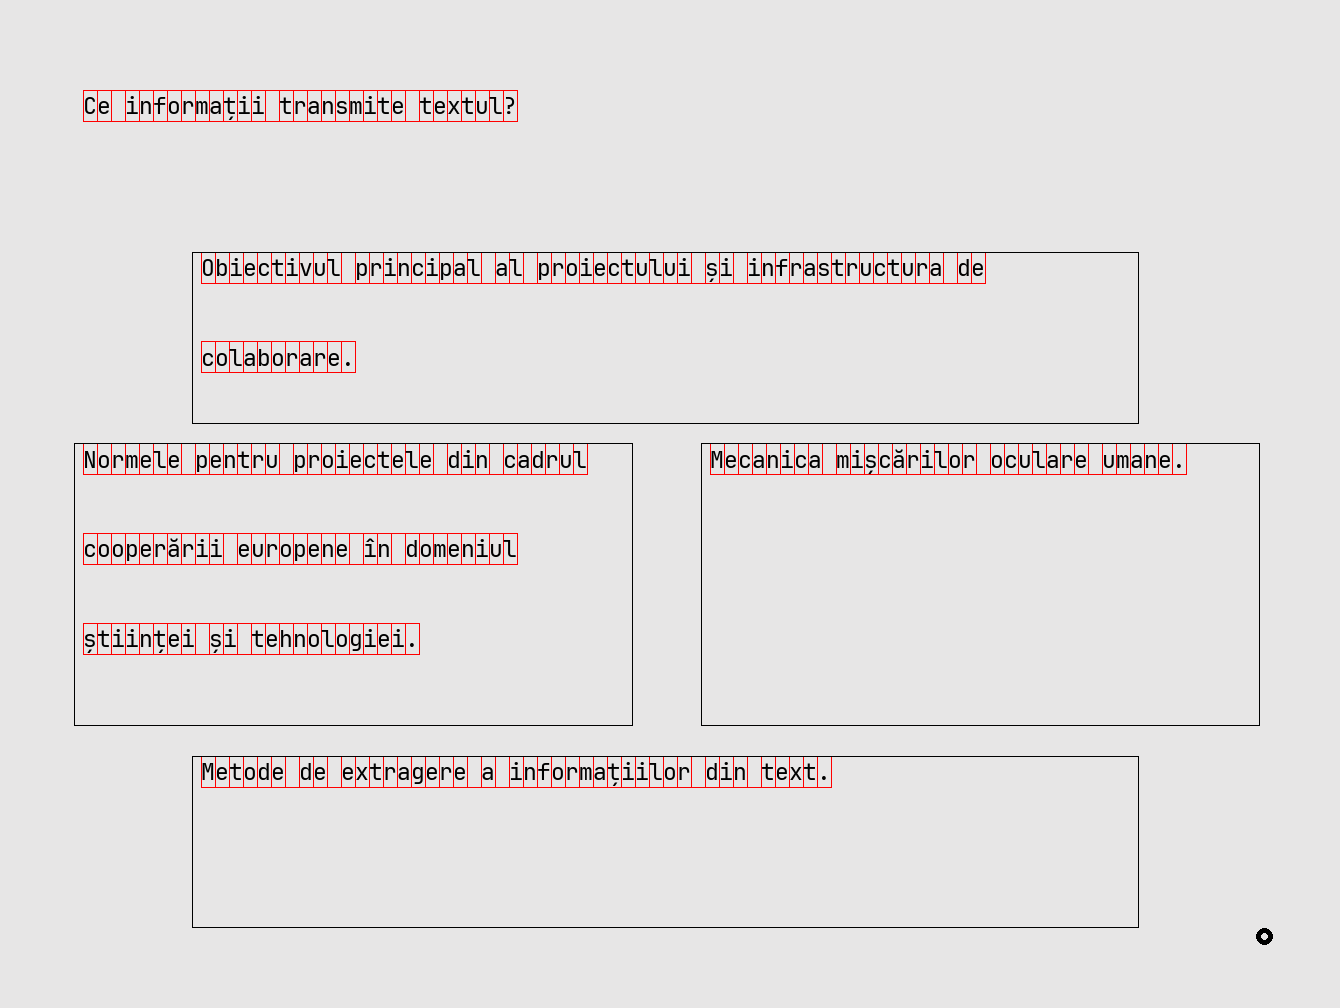 Ce informații transmite textul?
Obiectivul principal al proiectului și infrastructura de
colaborare.
Normele pentru proiectele din cadrul
cooperării europene în domeniul
științei și tehnologiei.
Mecanica mișcărilor oculare umane.
Metode de extragere a informațiilor din text.